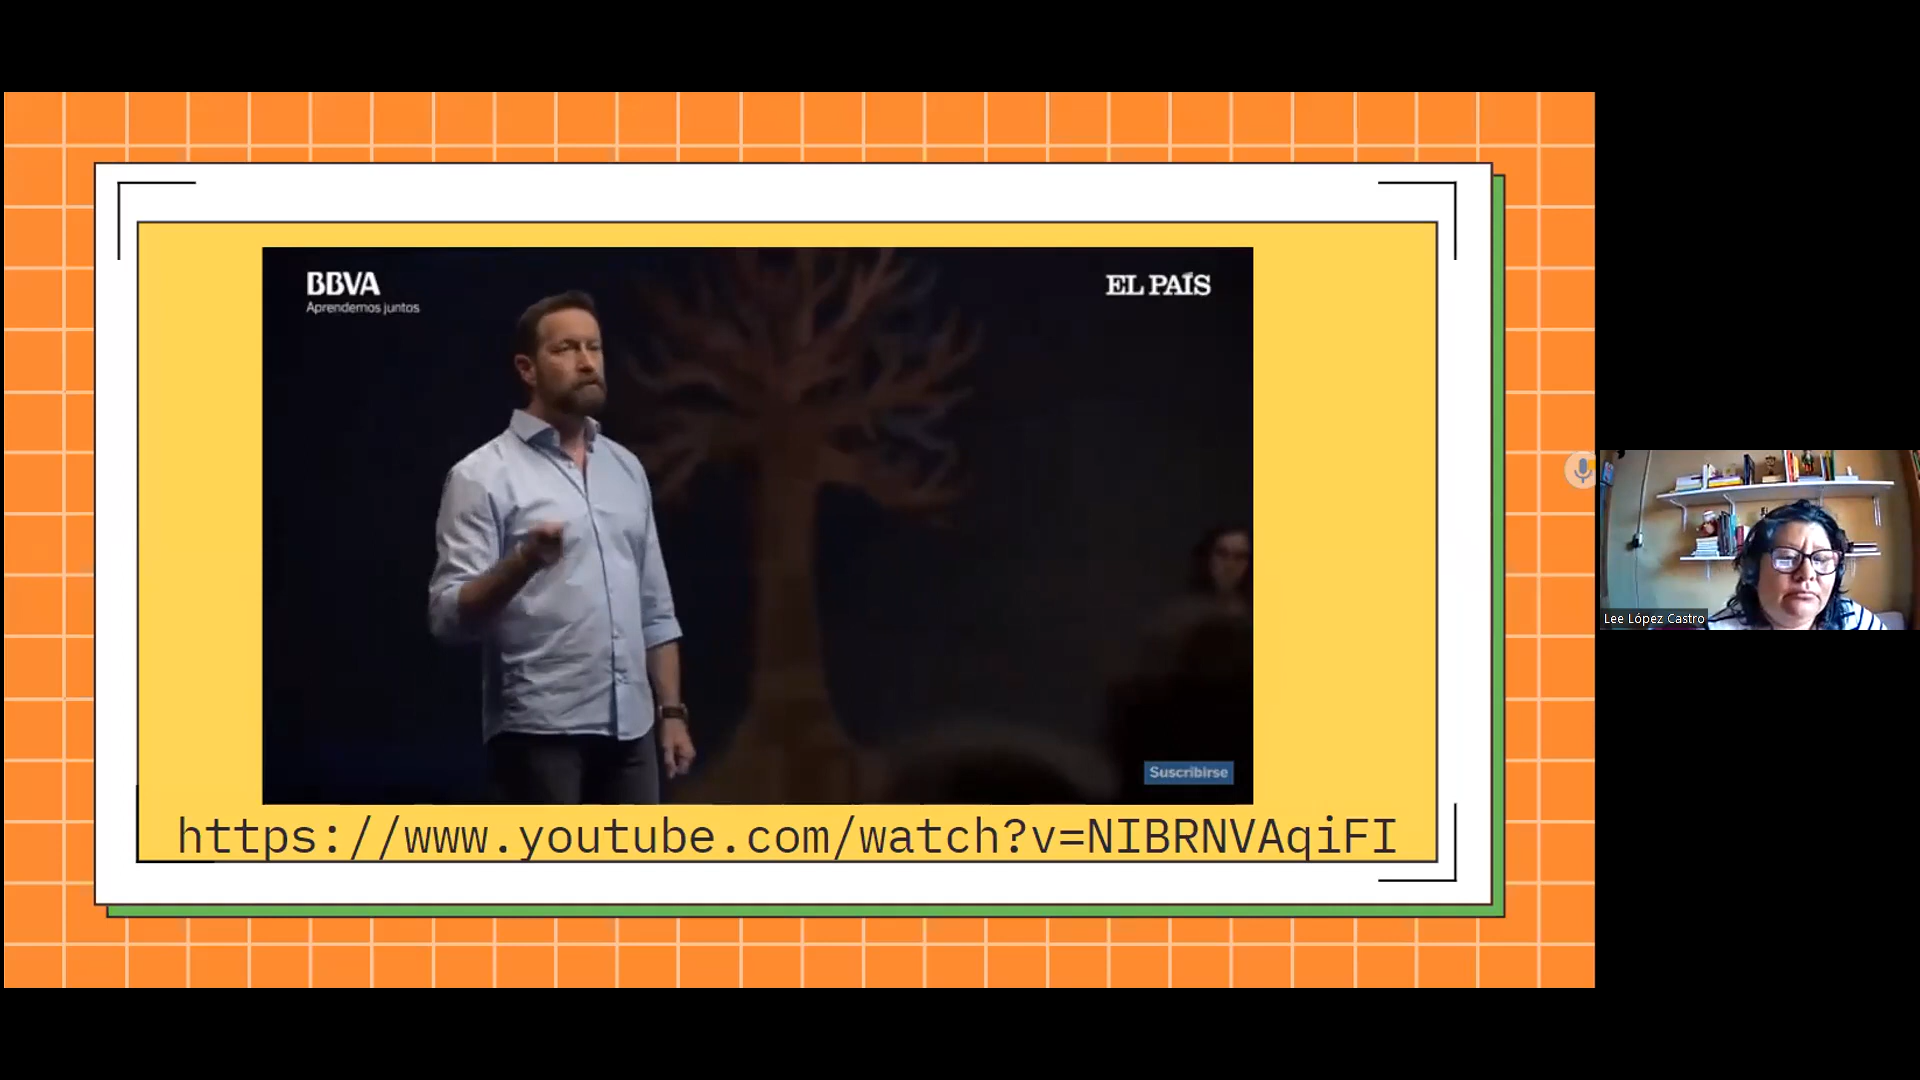 BBVA
Aprendemos juntos
EL PAÍS
Suscribirse
https://www.youtube.com/watch?v=NIBRNVAqiFI
Lee López Castro